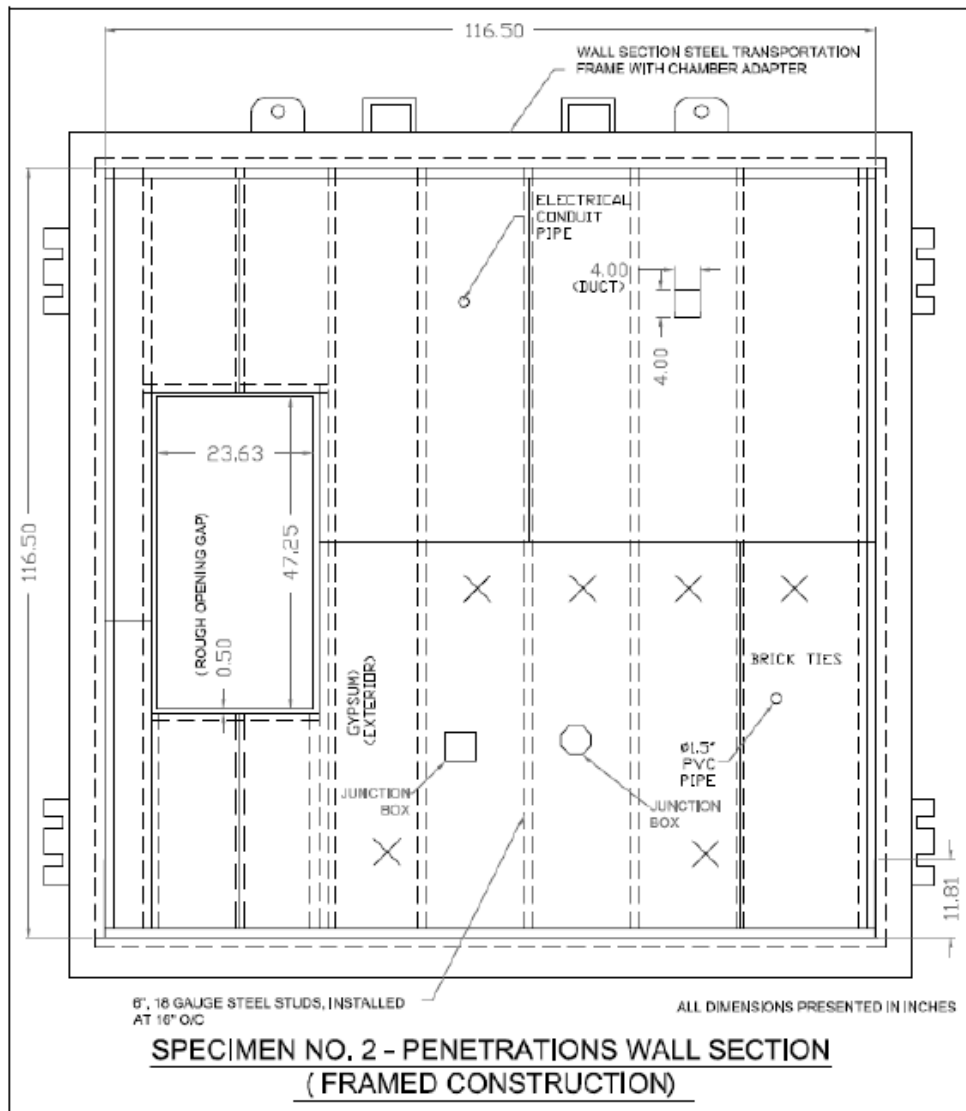 116.50
WALL SECTION STEEL TRANSPORTATION
FRAME WITH CHAMBER ADAPTER
ELECTRICAL
CONDUIT
PIPE
4.00
(DUCT)
4.00
23.63
47.25
(ROUGH OPENING GAP)
0.50
116.50
GYPSUM)
(EXTERIOR)
BRICK TIES
ø1.5"
PVC
PIPE
JUNCTION
BOX
JUNCTION
BOX
11.81
6", 18 GAUGE STEEL STUDS, INSTALLED
AT 16" O/C
ALL DIMENSIONS PRESENTED IN INCHES
SPECIMEN NO. 2 - PENETRATIONS WALL SECTION
( FRAMED CONSTRUCTION)